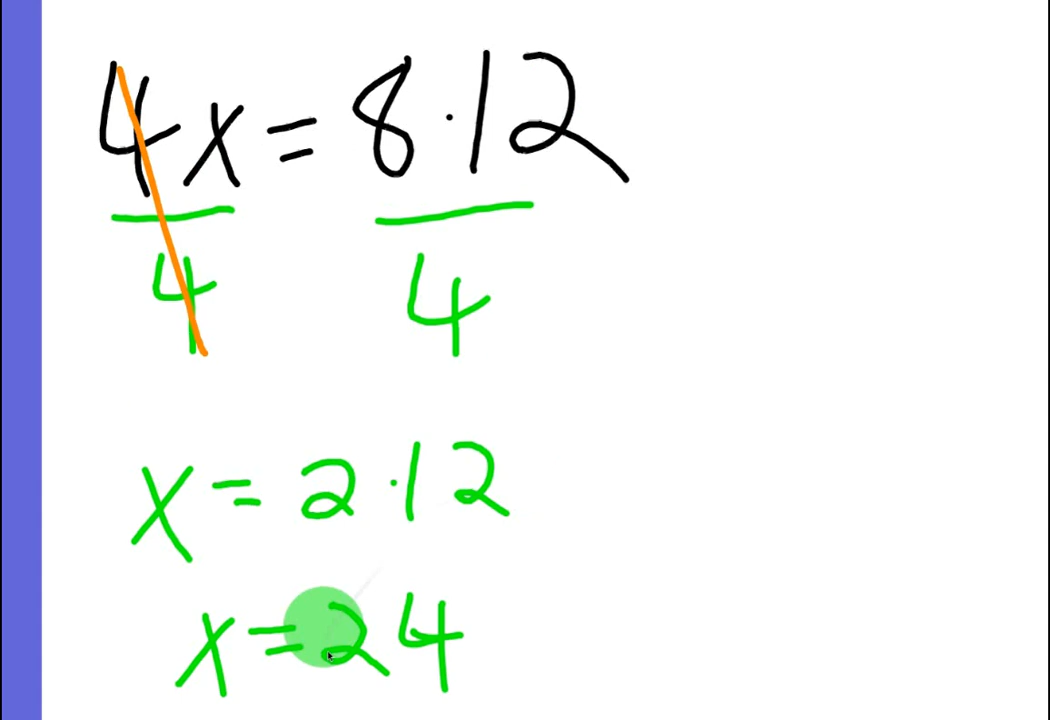 4x = 8·12
4 4
x = 2·12
x = 24